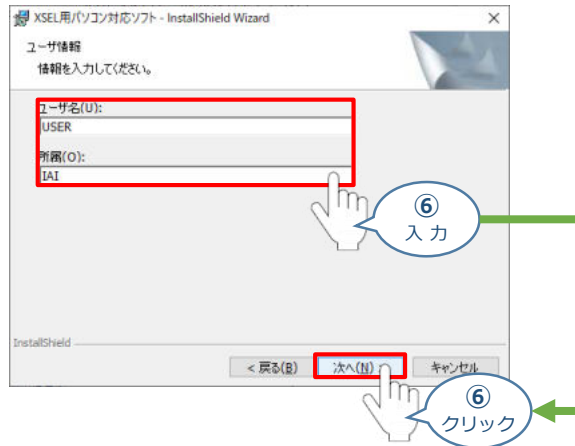 XSEL用パソコン対応ソフト - InstallShield Wizard
ユーザ情報
情報を入力してください。
ユーザ名(U):
USER
所属(O):
IAI
⑥
入力
InstallShield
< 戻る(B)
次へ(N)
キャンセル
⑥
クリック